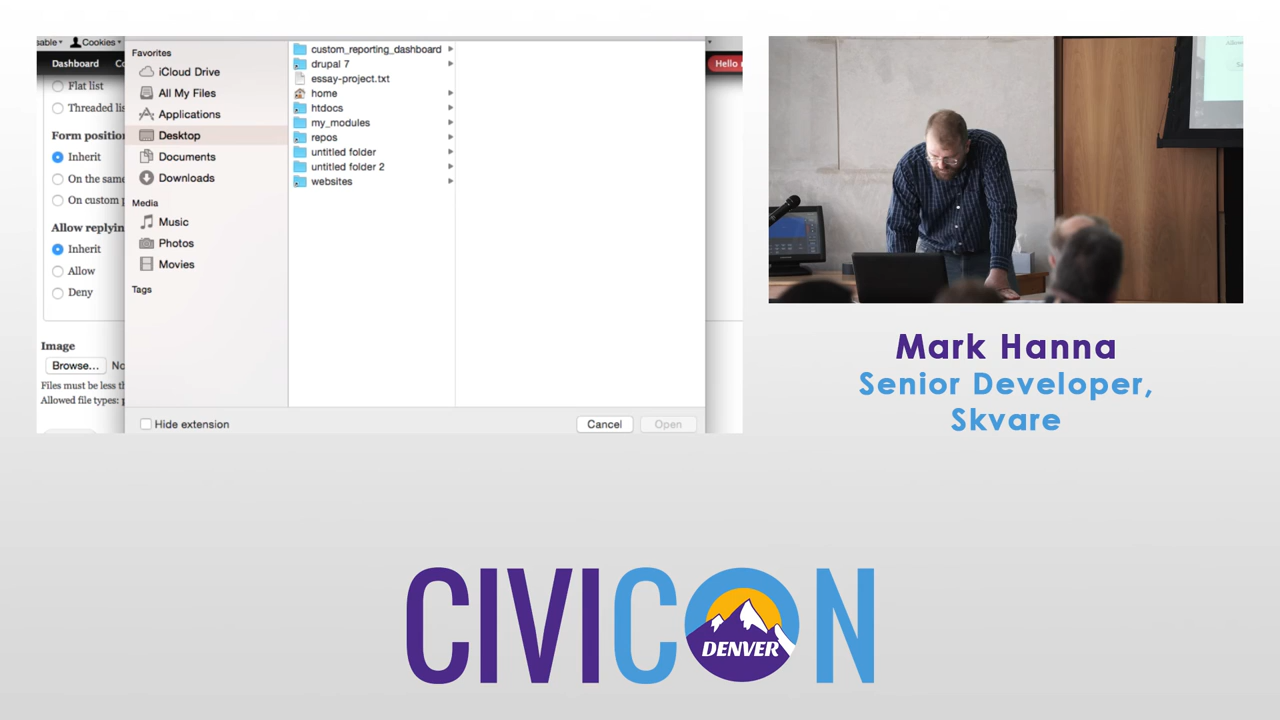 sable
Cookies
Dashboard
Co
Hello
Flat list
Threaded lis
Form position
Inherit
On the same
On custom p
Allow replying
Inherit
Allow
Deny
Image
Browse... No
Files must be less th
Allowed file types: p
Favorites
iCloud Drive
All My Files
Applications
Desktop
Documents
Downloads
Media
Music
Photos
Movies
Tags
custom_reporting_dashboard
drupal 7
essay-project.txt
home
htdocs
my_modules
repos
untitled folder
untitled folder 2
websites
Hide extension
Cancel
Open
Mark Hanna
Senior Developer,
Skvare
CIVICON
DENVER